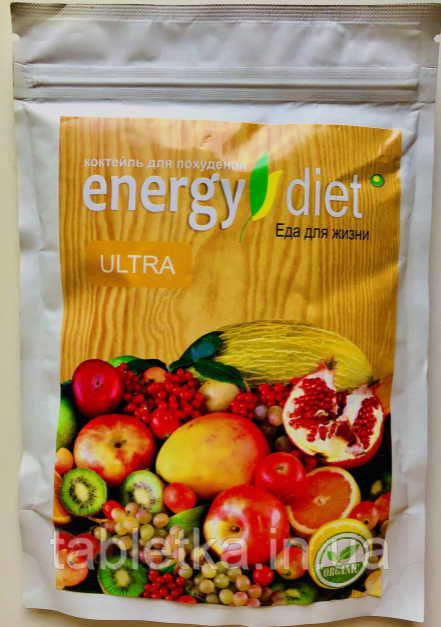 коктейль для похудения
energy diet
Еда для жизни
ULTRA
ORGANIC
tabletka.in.ua